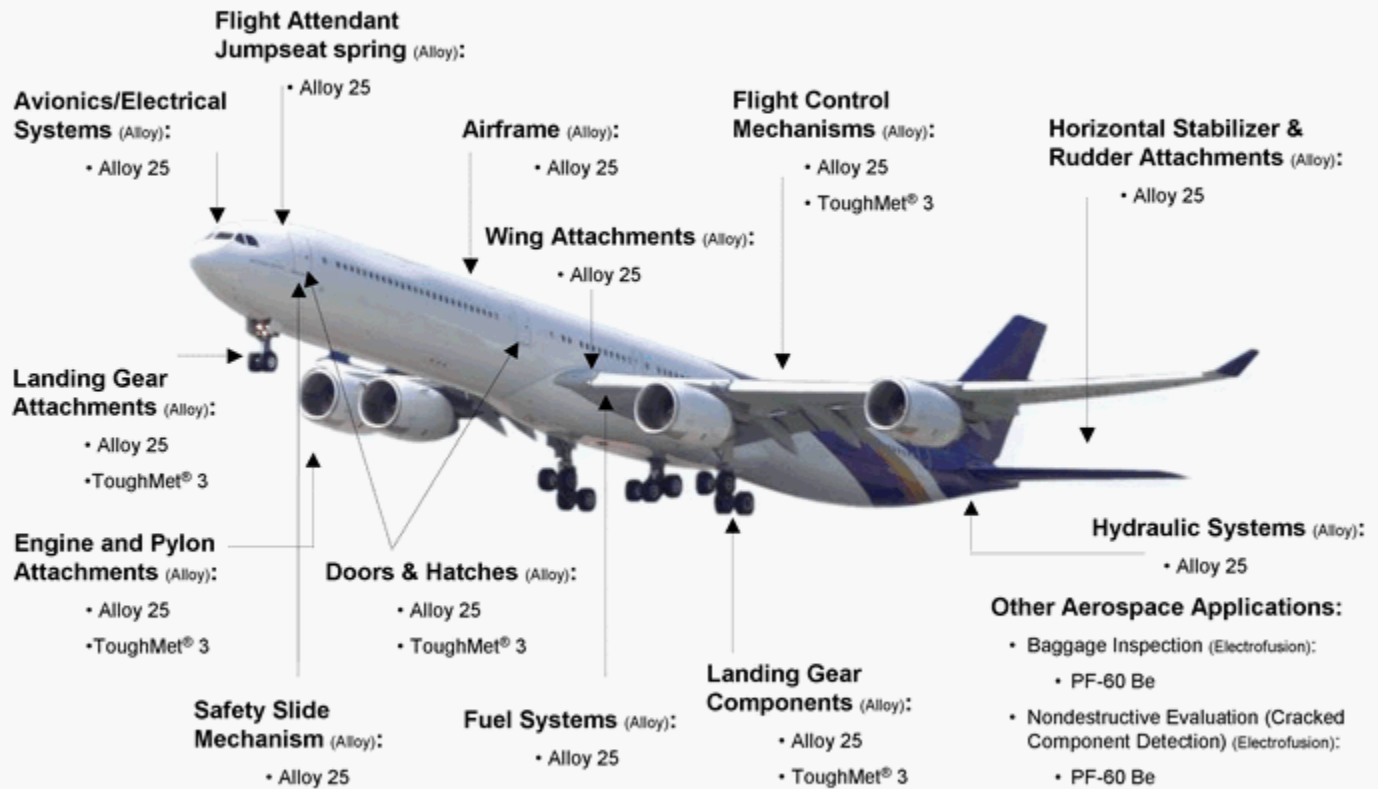 Flight Attendant
Jumpseat spring (Alloy):
• Alloy 25
Avionics/Electrical
Systems (Alloy):
• Alloy 25
Airframe (Alloy):
• Alloy 25
Flight Control
Mechanisms (Alloy):
• Alloy 25
• ToughMet® 3
Horizontal Stabilizer &
Rudder Attachments (Alloy):
• Alloy 25
Wing Attachments (Alloy):
• Alloy 25
Landing Gear
Attachments (Alloy):
• Alloy 25
•ToughMet® 3
Engine and Pylon
Attachments (Alloy):
• Alloy 25
•ToughMet® 3
Doors & Hatches (Alloy):
• Alloy 25
• ToughMet® 3
Hydraulic Systems (Alloy):
• Alloy 25
Safety Slide
Mechanism (Alloy):
• Alloy 25
Fuel Systems (Alloy):
• Alloy 25
Landing Gear
Components (Alloy):
• Alloy 25
• ToughMet® 3
Other Aerospace Applications:
• Baggage Inspection (Electrofusion):
• PF-60 Be
• Nondestructive Evaluation (Cracked
Component Detection) (Electrofusion):
• PF-60 Be